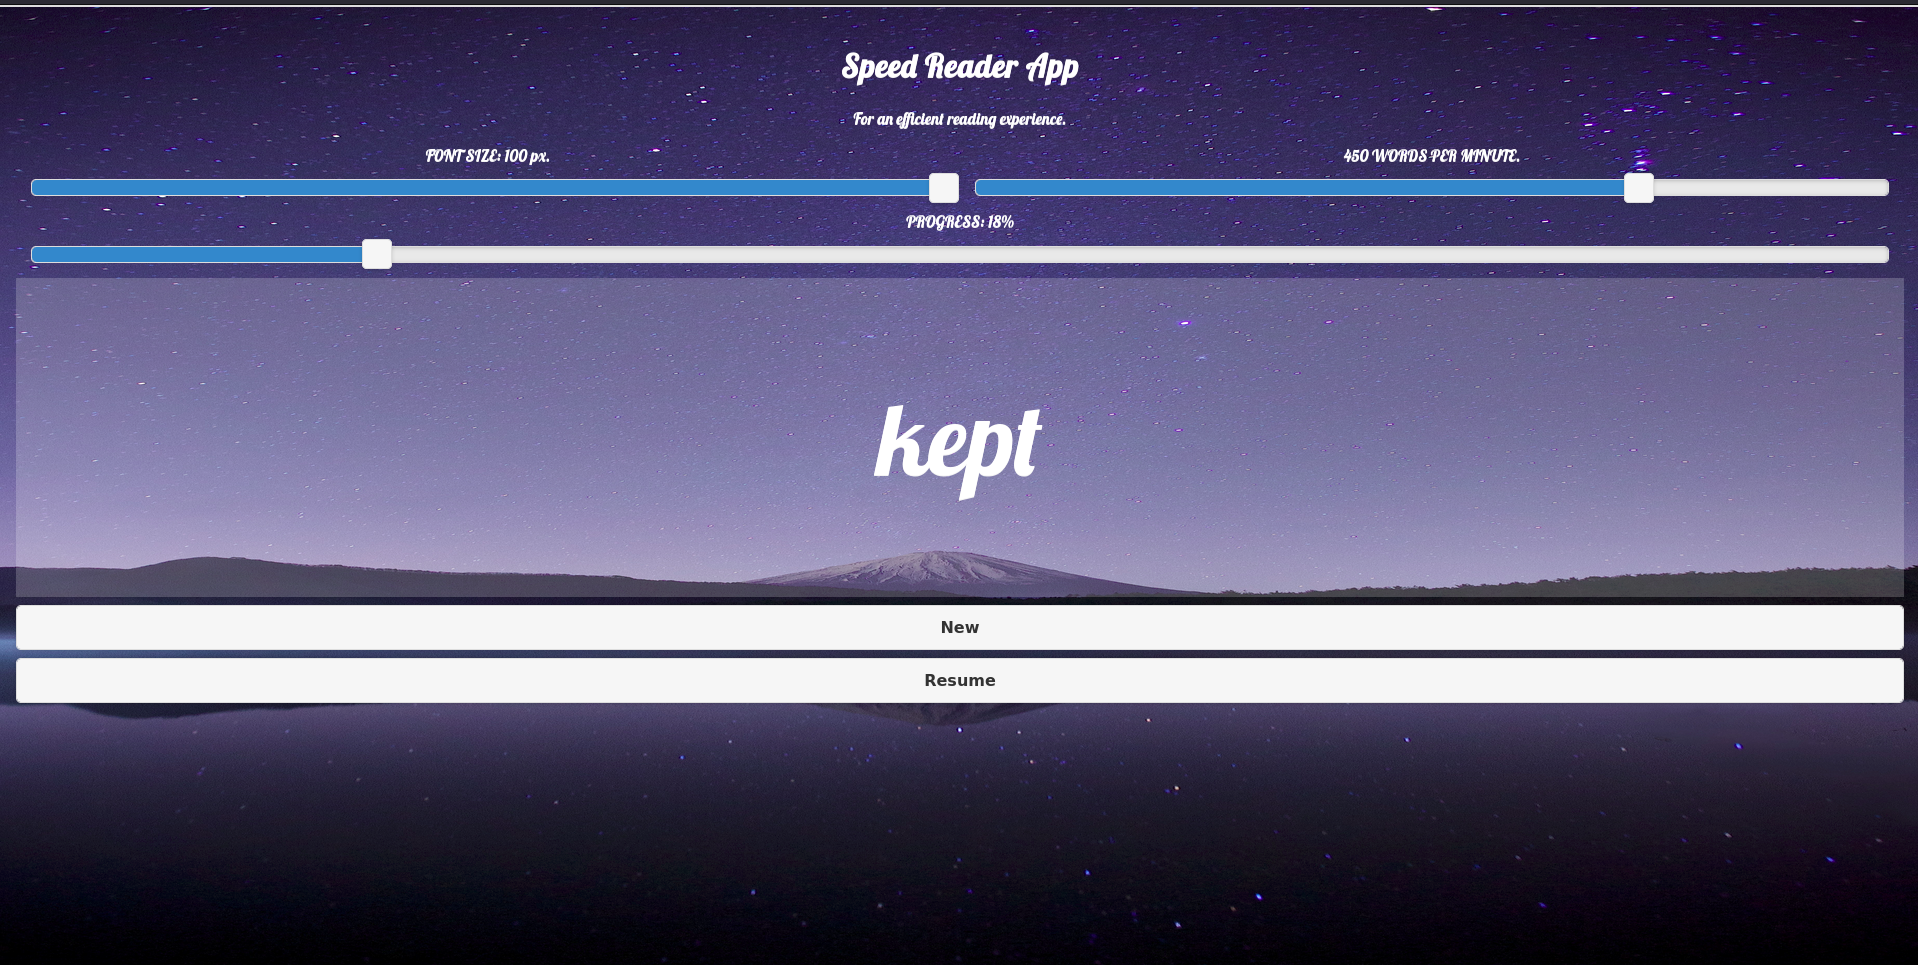 Speed Reader App
For an efficient reading experience.
FONT SIZE: 100 px.
450 WORDS PER MINUTE.
PROGRESS: 18%
kept
New
Resume